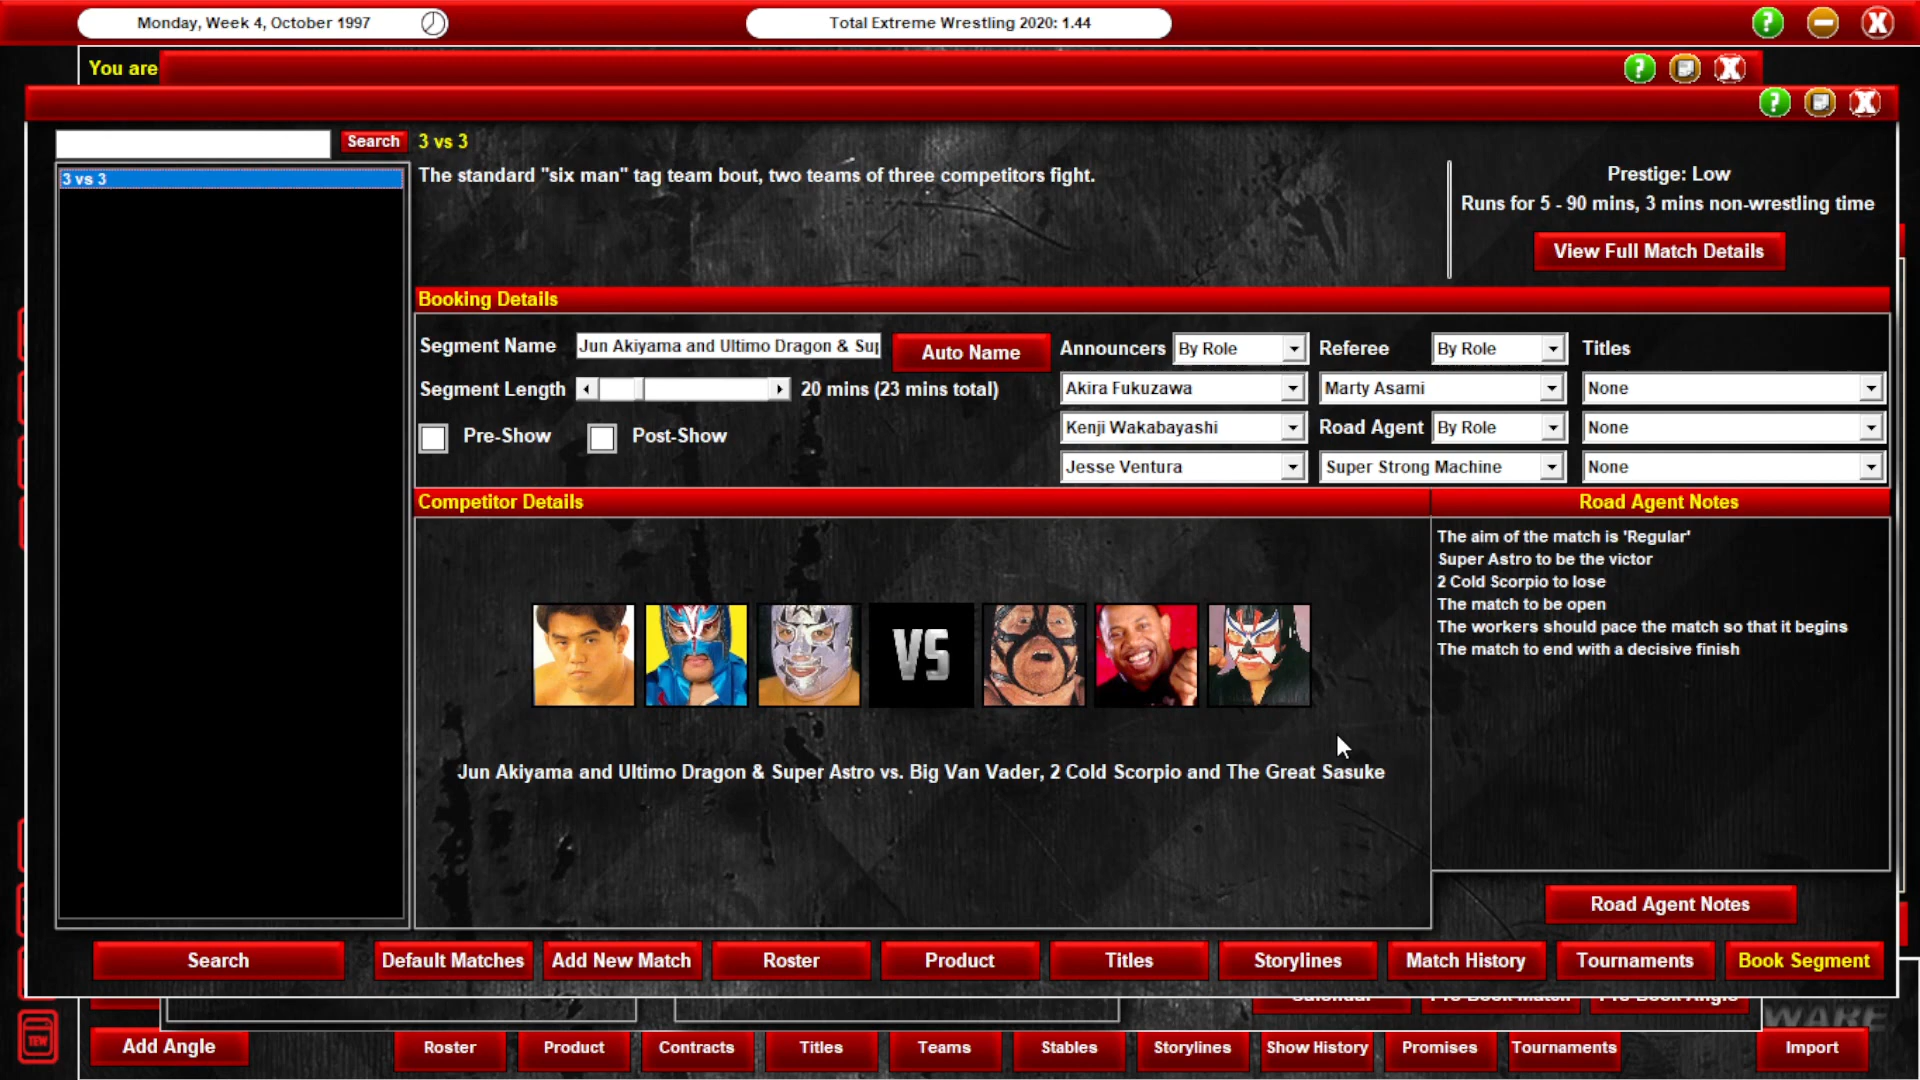 Monday, Week 4, October 1997
Total Extreme Wrestling 2020: 1.44
You are
Search
3 vs 3
3 vs 3
The standard "six man" tag team bout, two teams of three competitors fight.
Prestige: Low
Runs for 5 - 90 mins, 3 mins non-wrestling time
View Full Match Details
Booking Details
Segment Name
Jun Akiyama and Ultimo Dragon & Sup
Auto Name
Announcers
By Role
Referee
By Role
Titles
Segment Length
20 mins (23 mins total)
Akira Fukuzawa
Marty Asami
None
Pre-Show
Post-Show
Kenji Wakabayashi
Road Agent
By Role
None
Jesse Ventura
Super Strong Machine
None
Competitor Details
Road Agent Notes
The aim of the match is 'Regular'
Super Astro to be the victor
2 Cold Scorpio to lose
The match to be open
The workers should pace the match so that it begins
The match to end with a decisive finish
VS
Jun Akiyama and Ultimo Dragon & Super Astro vs. Big Van Vader, 2 Cold Scorpio and The Great Sasuke
Road Agent Notes
Search
Default Matches
Add New Match
Roster
Product
Titles
Storylines
Match History
Tournaments
Book Segment
Calendar
Pre Book Match
Pre Book Angle
WARE
TEW
Add Angle
Roster
Product
Contracts
Titles
Teams
Stables
Storylines
Show History
Promises
Tournaments
Import